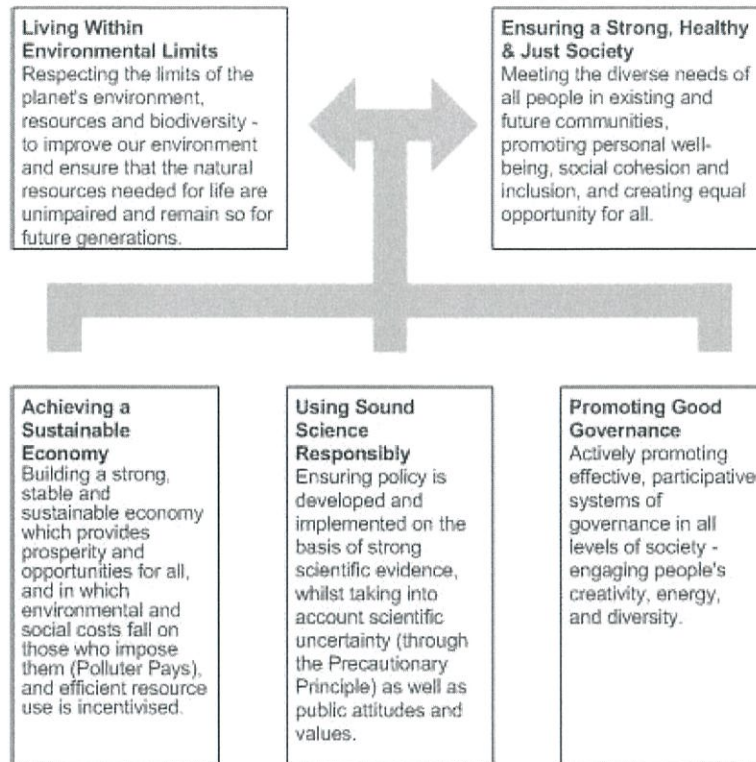 Living Within
Environmental Limits
Respecting the limits of the
planet's environment,
resources and biodiversity -
to improve our environment
and ensure that the natural
resources needed for life are
unimpaired and remain so for
future generations.
Ensuring a Strong, Healthy
& Just Society
Meeting the diverse needs of
all people in existing and
future communities,
promoting personal well-
being, social cohesion and
inclusion, and creating equal
opportunity for all.
Achieving a
Sustainable
Economy
Building a strong,
stable and
sustainable economy
which provides
prosperity and
opportunities for all,
and in which
environmental and
social costs fall on
those who impose
them (Polluter Pays),
and efficient resource
use is incentivised.
Using Sound
Science
Responsibly
Ensuring policy is
developed and
implemented on the
basis of strong
scientific evidence,
whilst taking into
account scientific
uncertainty (through
the Precautionary
Principle) as well as
public attitudes and
values.
Promoting Good
Governance
Actively promoting
effective, participative
systems of
governance in all
levels of society -
engaging people's
creativity, energy,
and diversity.